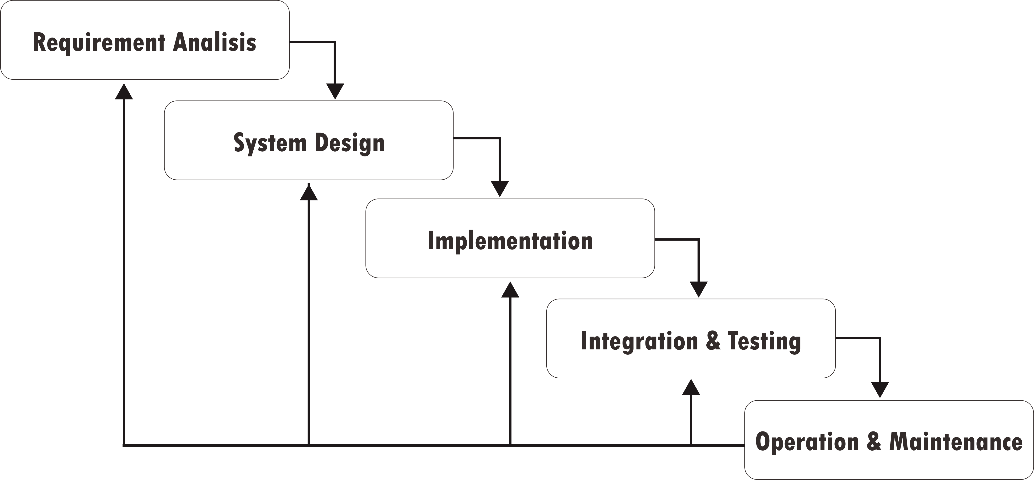 Requirement Analisis
System Design
Implementation
Integration & Testing
Operation & Maintenance